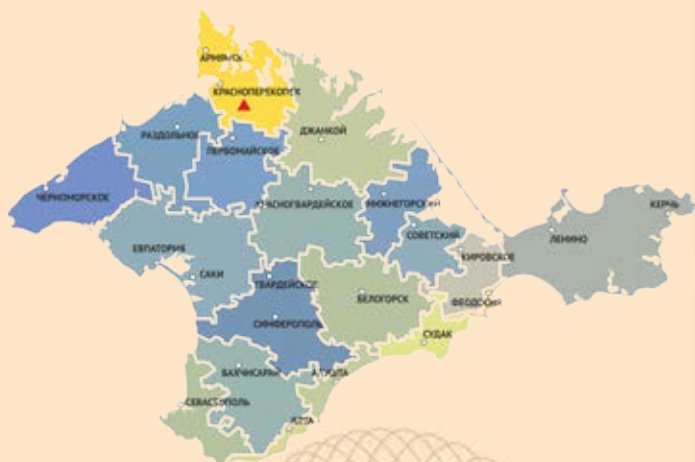 АРМЯНСК
КРАСНОПЕРЕКОПСК
ДЖАНКОЙ
РАЗДОЛЬНОЕ
ПЕРВОМАЙСКОЕ
ЧЕРНОМОРСКОЕ
КРАСНОГВАРДЕЙСКОЕ
НИЖНЕГОРСКИЙ
КЕРЧЬ
СОВЕТСКИЙ
ЛЕНИНО
ЕВПАТОРИЯ
КИРОВСКОЕ
САКИ
ГВАРДЕЙСКОЕ
БЕЛОГОРСК
ФЕОДОСИЯ
СИМФЕРОПОЛЬ
СУДАК
БАХЧИСАРАЙ
АЛУШТА
СЕВАСТОПОЛЬ
ЯЛТА